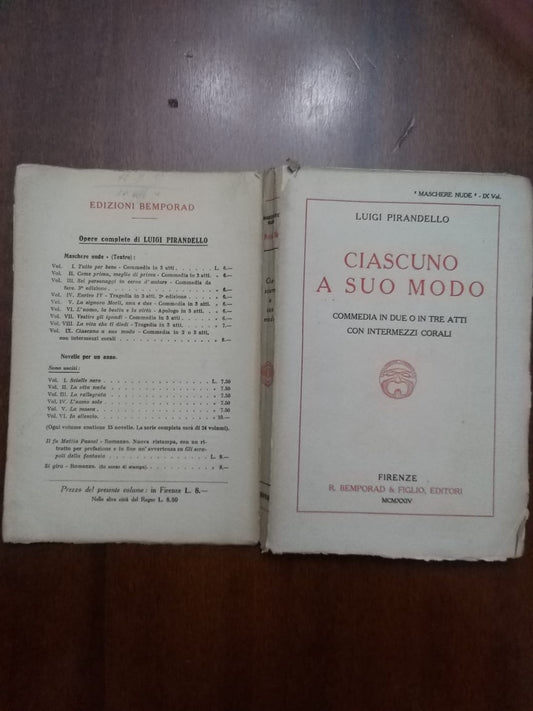 EDIZIONI BEMPORAD
Opere complete di LUIGI PIRANDELLO
Maschere nude - (Teatro):
Vol. I. Tutto per bene - Commedia in 3 atti. L. 6.—
Vol. II. Come prima, meglio di prima - Commedia in 3 atti. » 6.—
Vol. III. Sei personaggi in cerca d'autore - Commedia da
fare. 3ª edizione. » 8.—
Vol. IV. Enrico IV - Tragedia in 3 atti, 2ª edizione » 6.—
Vol. V. La signora Morli, una e due - Commedia in 3 atti. » 6.—
Vol. VI. L'uomo, la bestia e la virtù - Apologo in 3 atti. » 6.—
Vol. VII. Vestire gli ignudi - Commedia in 3 atti » 6.—
Vol. VIII. La vita che ti diedi - Tragedia in 3 atti. » 7.—
Vol. IX. Ciascuno a suo modo - Commedia in 2 o 3 atti,
con intermezzi corali » 8.—
Novelle per un anno.
Sono usciti:
Vol. I. Scialle nero L. 7.50
Vol. II. La vita nuda » 7.50
Vol. III. La rallegrata » 7.50
Vol. IV. L'uomo solo » 7.50
Vol. V. La mosca » 7.50
Vol. VI. In silenzio. » 10.—
(Ogni volume contiene 15 novelle. La serie completa sarà di 24 volumi).
Il fu Mattia Pascal - Romanzo. Nuova ristampa, con un ri-
tratto per prefazione e in fine un'avvertenza su Gli scru-
poli della fantasia L. 9.—
Si gira - Romanzo. (In corso di stampa). » 9.—
Prezzo del presente volume: in Firenze L. 8.—
Nelle altre città del Regno L. 8.50
Cia
scuno
a
suo
modo
" MASCHERE NUDE " - IX Vol.
LUIGI PIRANDELLO
CIASCUNO
A SUO MODO
COMMEDIA IN DUE O IN TRE ATTI
CON INTERMEZZI CORALI
FIRENZE
R. BEMPORAD & FIGLIO, EDITORI
MCMXXIV